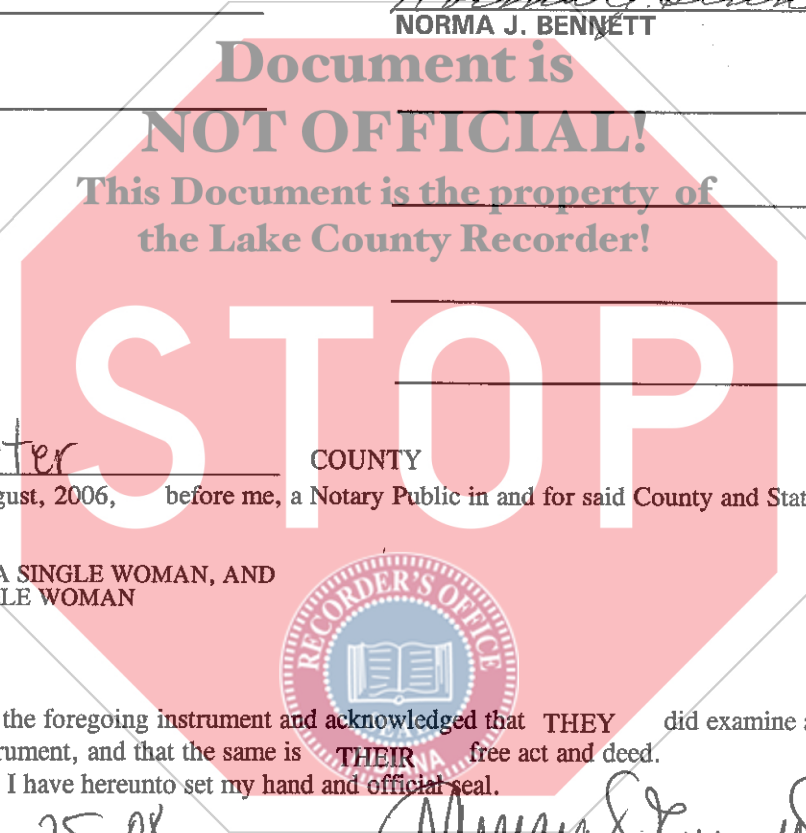 NORMA J. BENNETT
Document is
NOT OFFICIAL!
This Document is the property of
the Lake County Recorder!
STOP
ter COUNTY
gust, 2006, before me, a Notary Public in and for said County and Stat
A SINGLE WOMAN, AND
LE WOMAN
RECORDER'S OFFICE
the foregoing instrument and acknowledged that THEY did examine a
rument, and that the same is THEIR free act and deed.
I have hereunto set my hand and official seal.